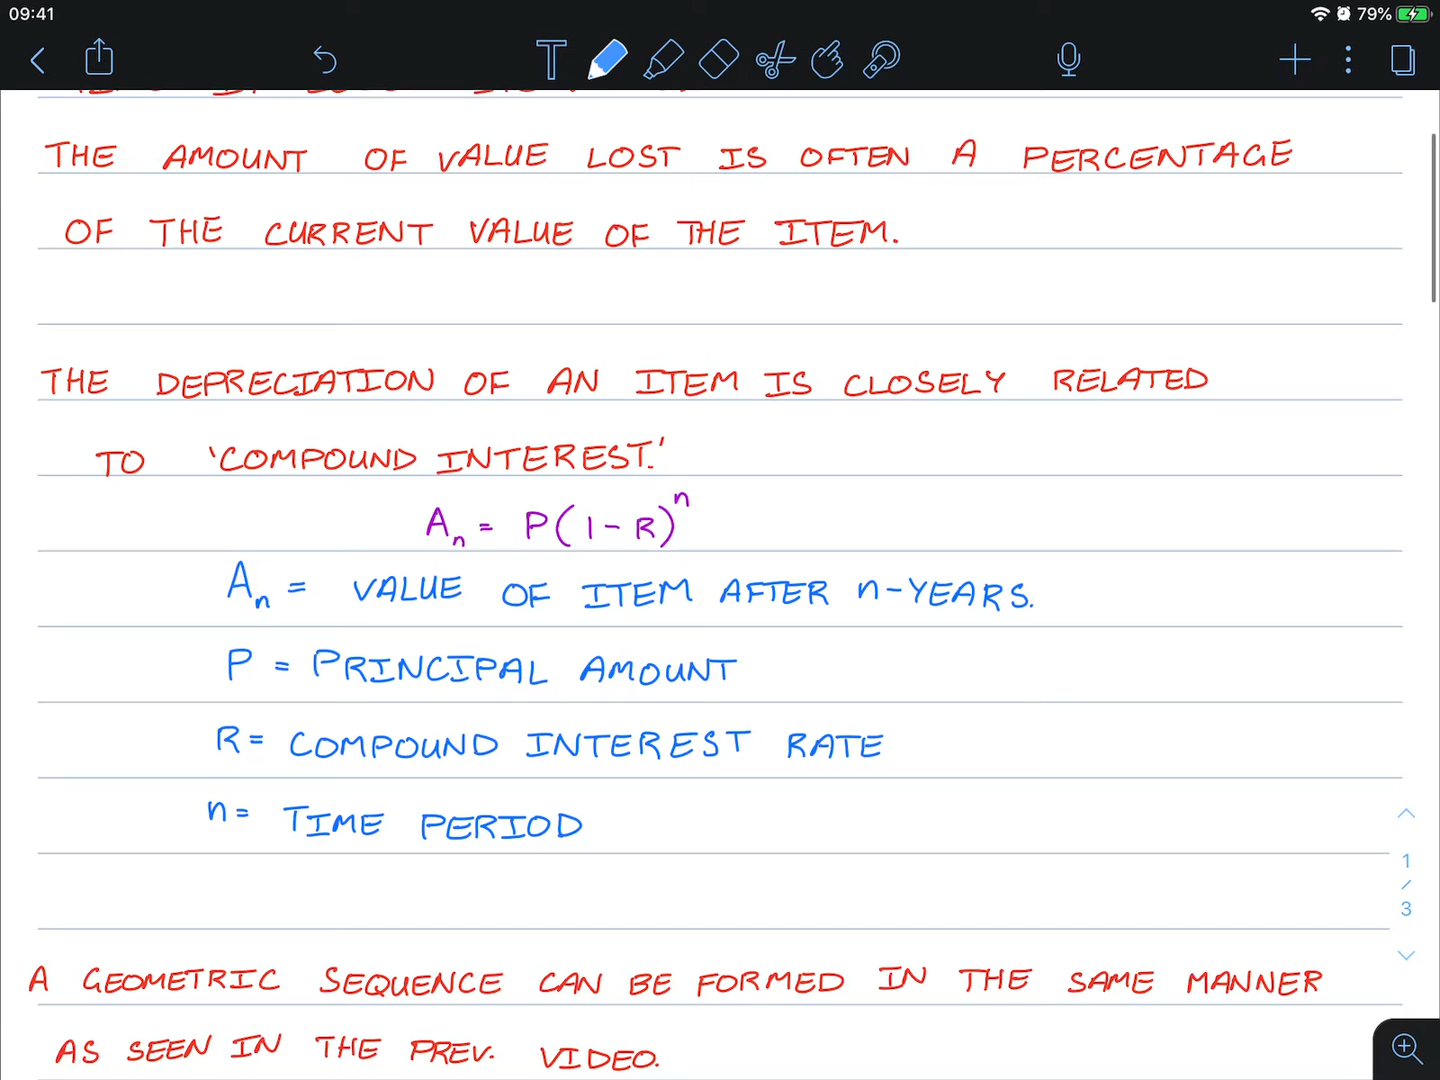 09:41
79%
THE AMOUNT OF VALUE LOST IS OFTEN A PERCENTAGE
OF THE CURRENT VALUE OF THE ITEM.
THE DEPRECIATION OF AN ITEM IS CLOSELY RELATED
TO 'COMPOUND INTEREST.'
Aₙ = P(1-R)ⁿ
Aₙ = VALUE OF ITEM AFTER n-YEARS.
P = PRINCIPAL AMOUNT
R= COMPOUND INTEREST RATE
n= TIME PERIOD
1
/
3
A GEOMETRIC SEQUENCE CAN BE FORMED IN THE SAME MANNER
AS SEEN IN THE PREV. VIDEO.